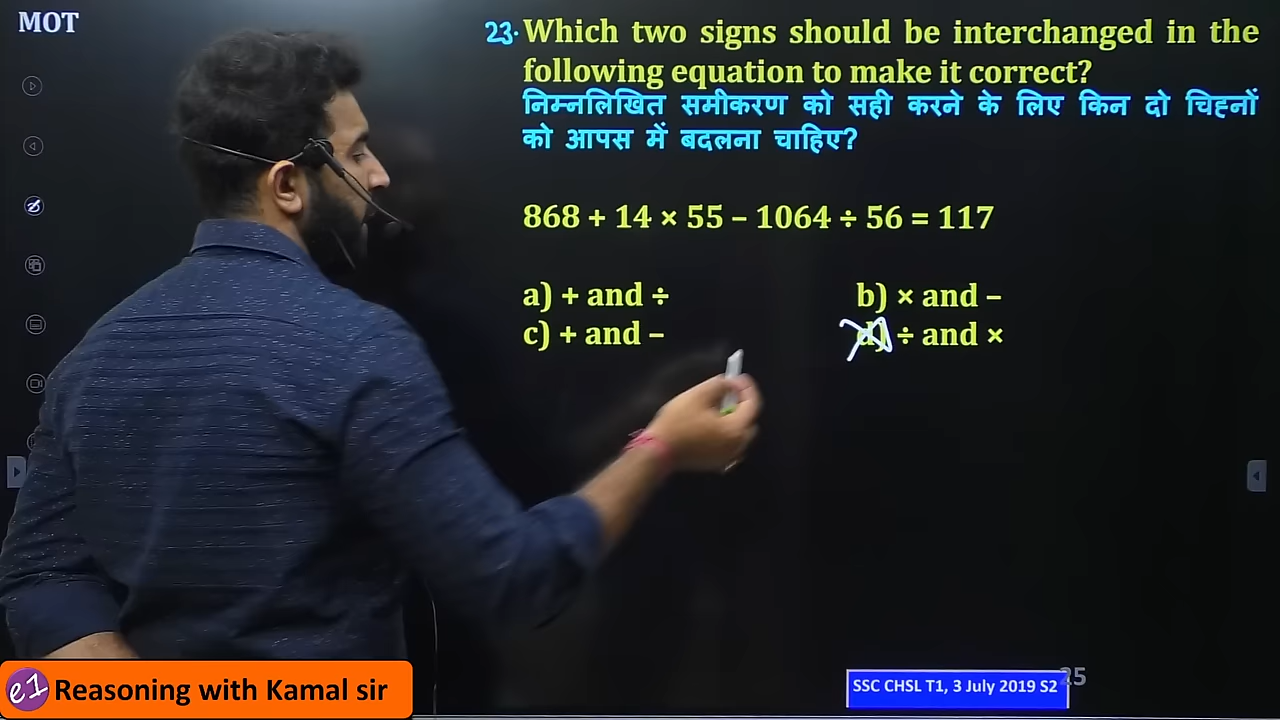 MOT
23. Which two signs should be interchanged in the
following equation to make it correct?
निम्नलिखित समीकरण को सही करने के लिए किन दो चिह्नों
को आपस में बदलना चाहिए?
868 + 14 × 55 – 1064 ÷ 56 = 117
a) + and ÷
b) × and –
c) + and –
d) ÷ and ×
e1 Reasoning with Kamal sir
SSC CHSL T1, 3 July 2019 S2
25